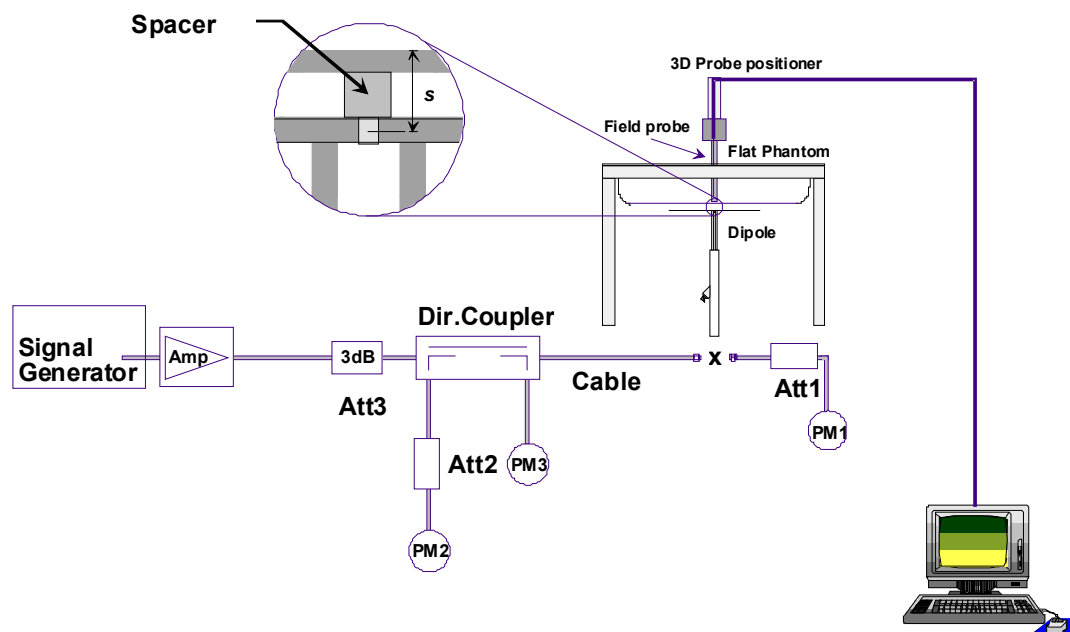 Spacer
s
3D Probe positioner
Field probe
Flat Phantom
Dipole
Dir.Coupler
Signal
Generator
Amp
3dB
Cable
x
Att3
Att1
PM1
Att2
PM3
PM2